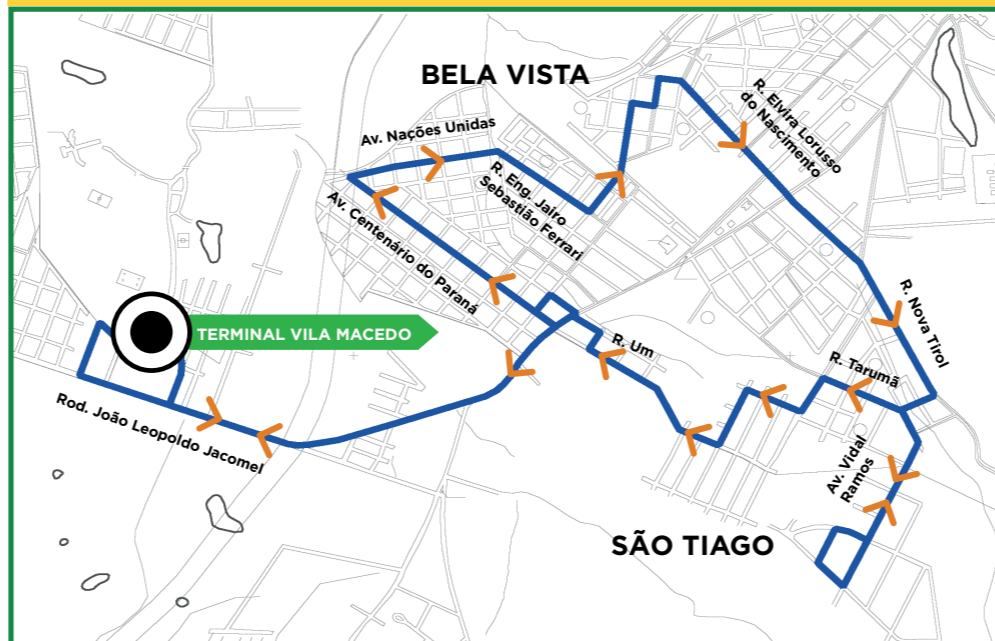 BELA VISTA
Av. Nações Unidas
R. Elvira Lorusso
do Nascimento
R. Eng. Jairo
Sebastião Ferrari
Av. Centenário do Paraná
R. Nova Tirol
TERMINAL VILA MACEDO
R. Um
R. Tarumã
Rod. João Leopoldo Jacomel
Av. Vidal
Ramos
SÃO TIAGO